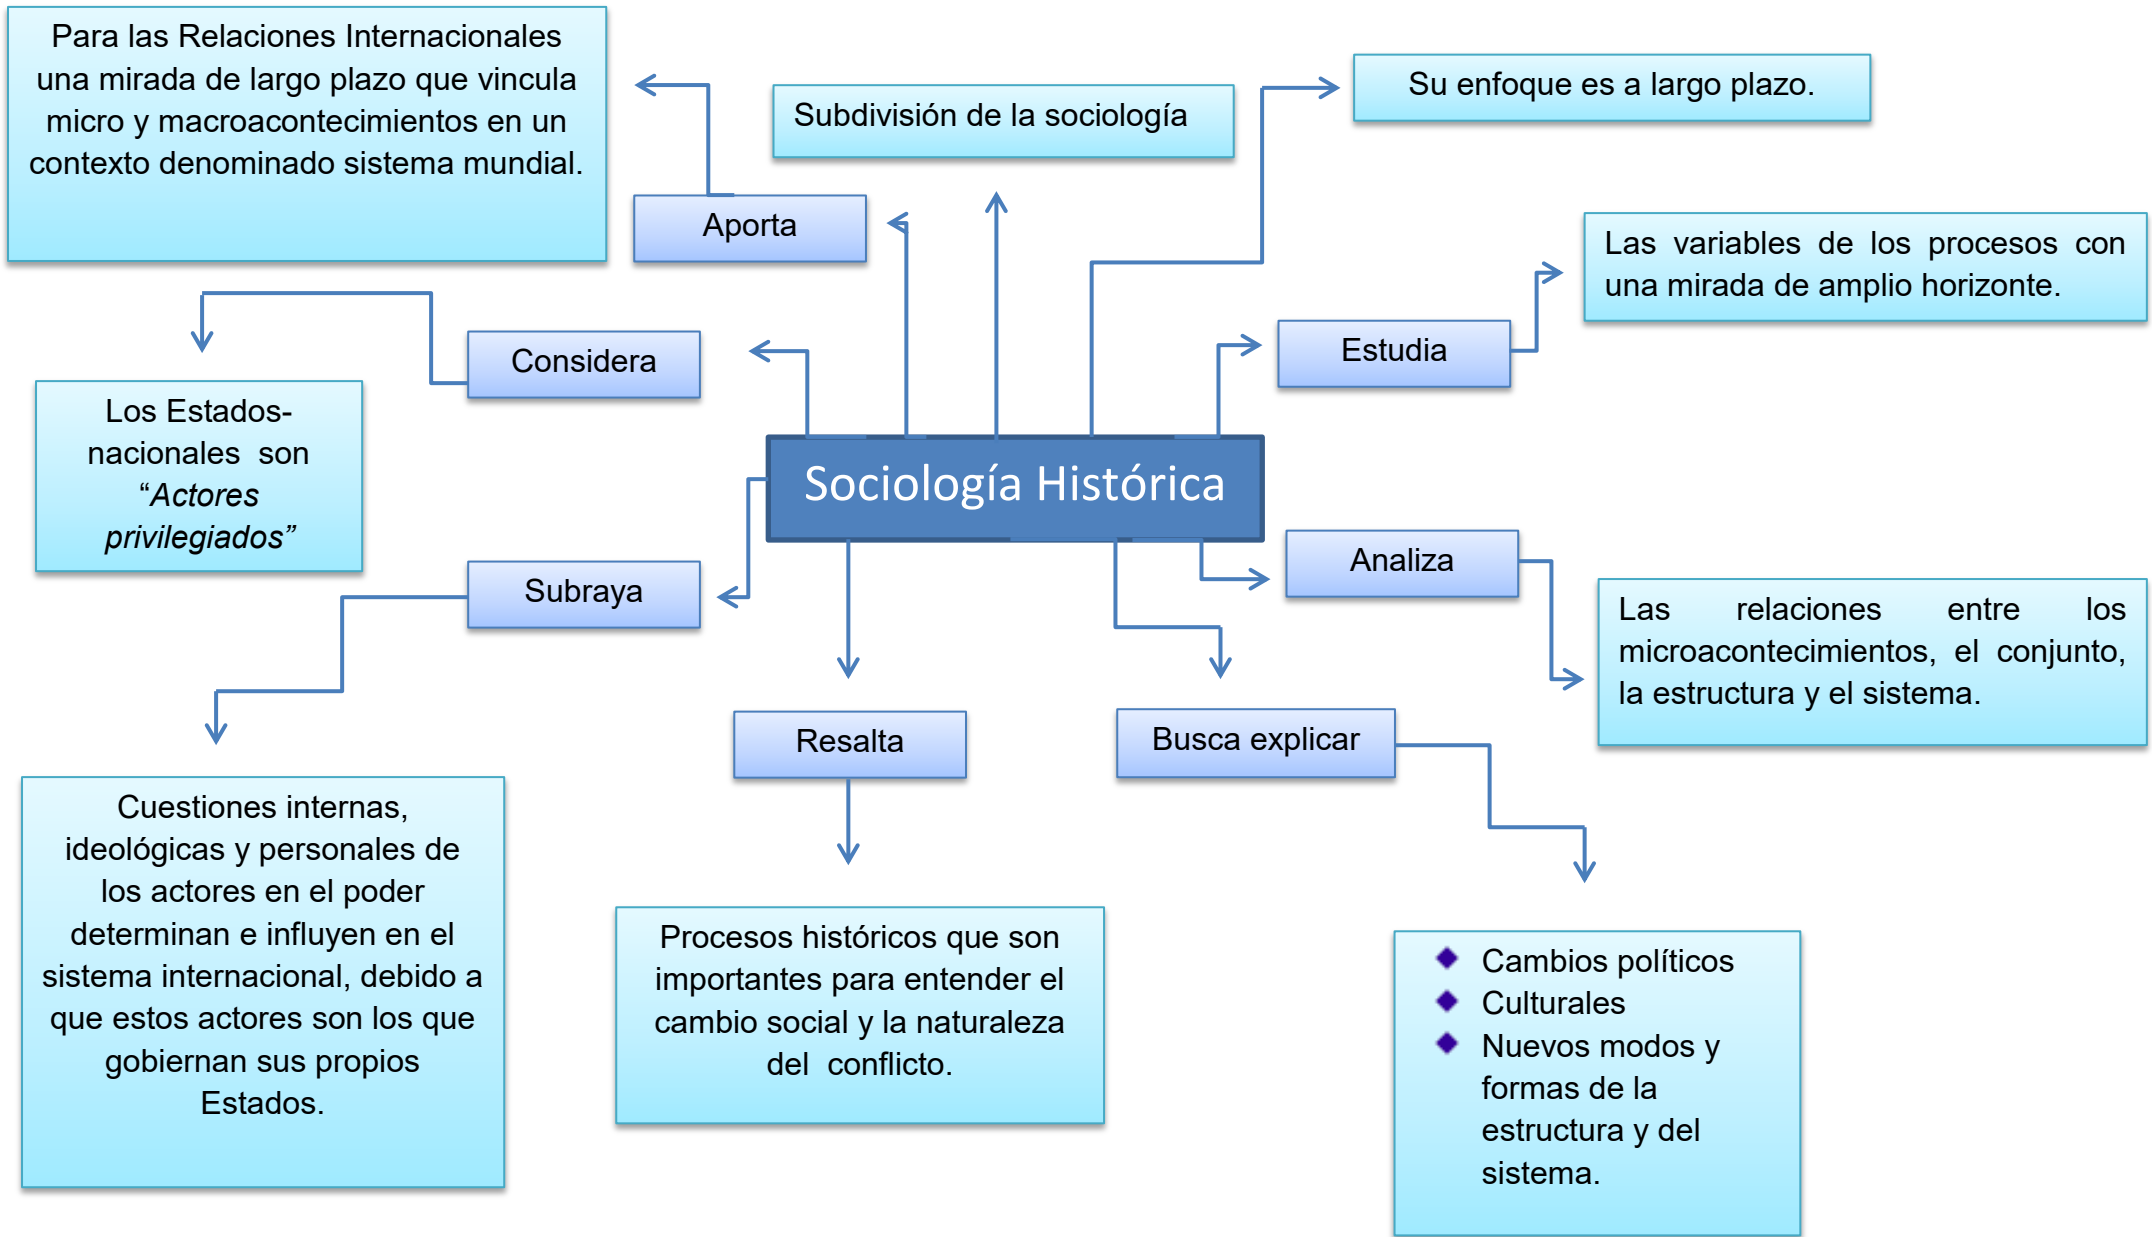 Para las Relaciones Internacionales
una mirada de largo plazo que vincula
micro y macroacontecimientos en un
contexto denominado sistema mundial.
Subdivisión de la sociología
Su enfoque es a largo plazo.
Aporta
Las variables de los procesos con
una mirada de amplio horizonte.
Considera
Estudia
Los Estados-
nacionales son
“Actores
privilegiados”
Sociología Histórica
Subraya
Analiza
Las relaciones entre los
microacontecimientos, el conjunto,
la estructura y el sistema.
Resalta
Busca explicar
Cuestiones internas,
ideológicas y personales de
los actores en el poder
determinan e influyen en el
sistema internacional, debido a
que estos actores son los que
gobiernan sus propios
Estados.
Procesos históricos que son
importantes para entender el
cambio social y la naturaleza
del conflicto.
Cambios políticos
Culturales
Nuevos modos y
formas de la
estructura y del
sistema.